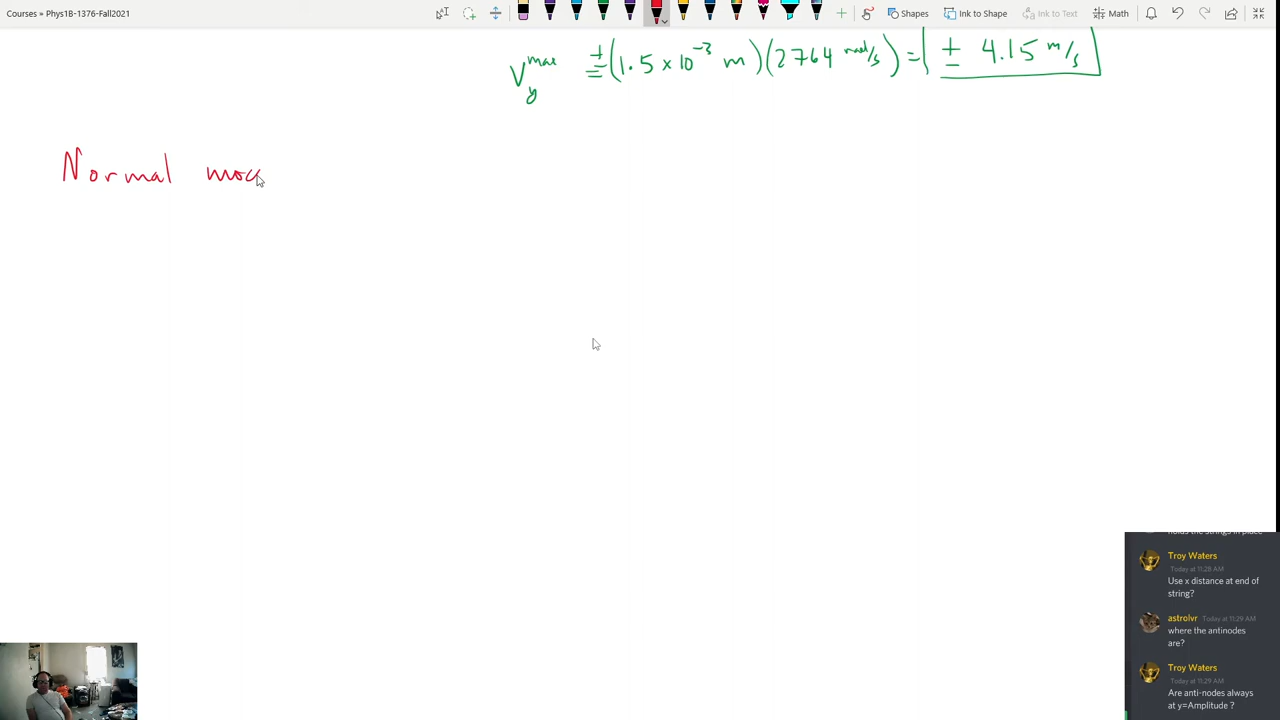 Courses » Phys1B-1376-Fall2021
Shapes
Ink to Shape
Ink to Text
Math
V_y^max ± (1.5 x 10^-3 m)(2764 rad/s) = ± 4.15 m/s
Normal moc
Troy Waters
Today at 11:28 AM
Use x distance at end of
string?
astrolvr Today at 11:29 AM
where the antinodes
are?
Troy Waters
Today at 11:29 AM
Are anti-nodes always
at y=Amplitude ?